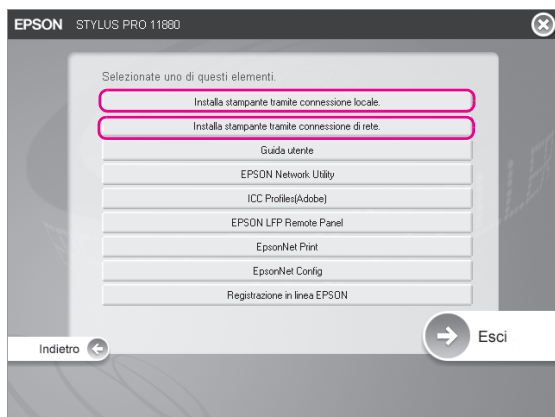 EPSON STYLUS PRO 11880
Selezionate uno di questi elementi.
Installa stampante tramite connessione locale.
Installa stampante tramite connessione di rete.
Guida utente
EPSON Network Utility
ICC Profiles(Adobe)
EPSON LFP Remote Panel
EpsonNet Print
EpsonNet Config
Registrazione in linea EPSON
Indietro
Esci